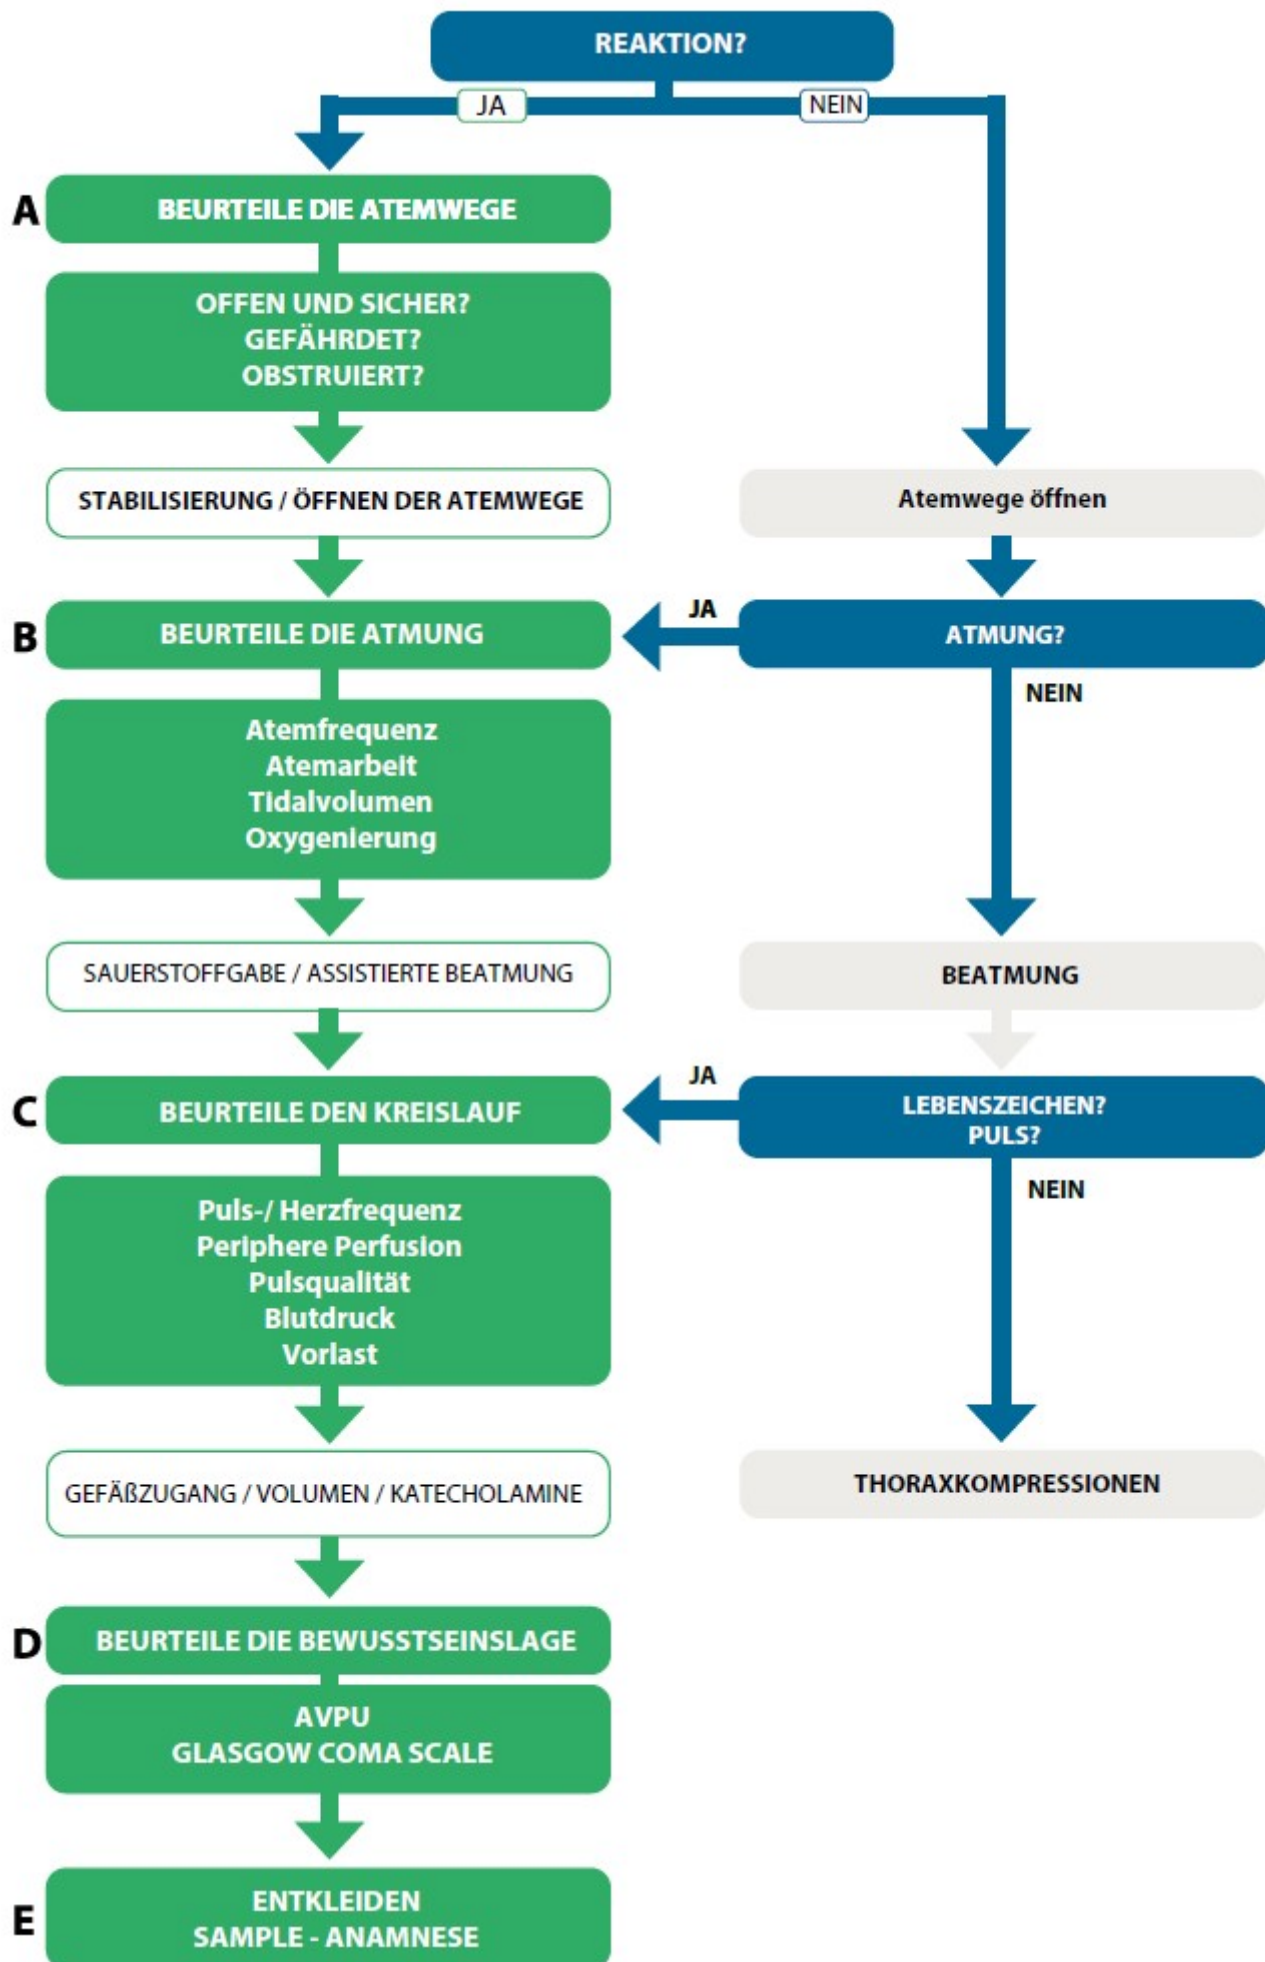 REAKTION?
JA
NEIN
A
BEURTEILE DIE ATEMWEGE
OFFEN UND SICHER?
GEFÄHRDET?
OBSTRUIERT?
STABILISIERUNG / ÖFFNEN DER ATEMWEGE
Atemwege öffnen
B
BEURTEILE DIE ATMUNG
JA
ATMUNG?
NEIN
Atemfrequenz
Atemarbeit
Tidalvolumen
Oxygenierung
SAUERSTOFFGABE / ASSISTIERTE BEATMUNG
BEATMUNG
C
BEURTEILE DEN KREISLAUF
JA
LEBENSZEICHEN?
PULS?
NEIN
Puls-/ Herzfrequenz
Periphere Perfusion
Pulsqualität
Blutdruck
Vorlast
GEFÄßZUGANG / VOLUMEN / KATECHOLAMINE
THORAXKOMPRESSIONEN
D
BEURTEILE DIE BEWUSSTSEINSLAGE
AVPU
GLASGOW COMA SCALE
E
ENTKLEIDEN
SAMPLE - ANAMNESE